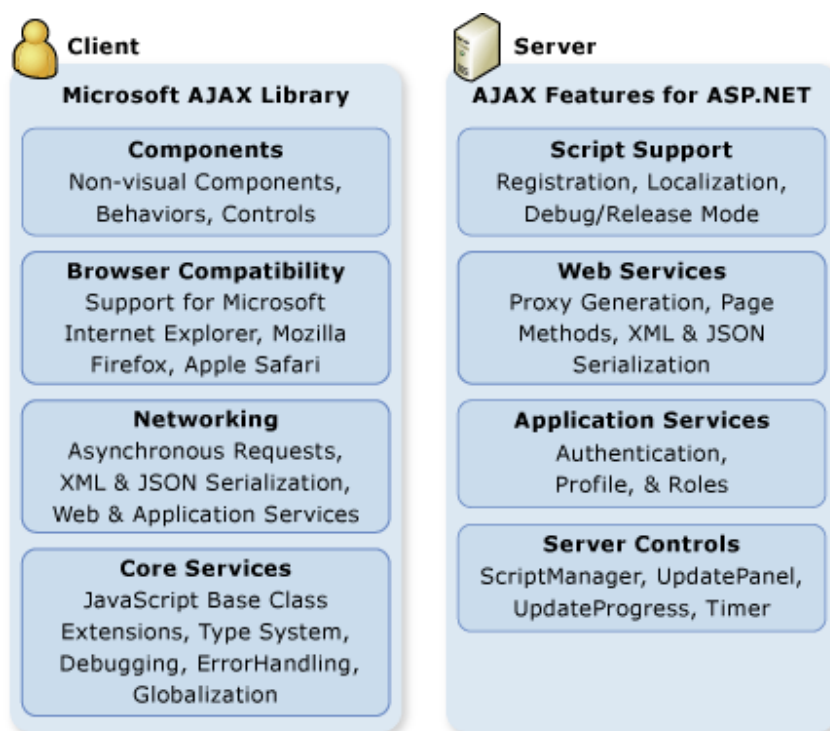 Client
Microsoft AJAX Library
Components
Non-visual Components,
Behaviors, Controls
Browser Compatibility
Support for Microsoft
Internet Explorer, Mozilla
Firefox, Apple Safari
Networking
Asynchronous Requests,
XML & JSON Serialization,
Web & Application Services
Core Services
JavaScript Base Class
Extensions, Type System,
Debugging, ErrorHandling,
Globalization
Server
AJAX Features for ASP.NET
Script Support
Registration, Localization,
Debug/Release Mode
Web Services
Proxy Generation, Page
Methods, XML & JSON
Serialization
Application Services
Authentication,
Profile, & Roles
Server Controls
ScriptManager, UpdatePanel,
UpdateProgress, Timer